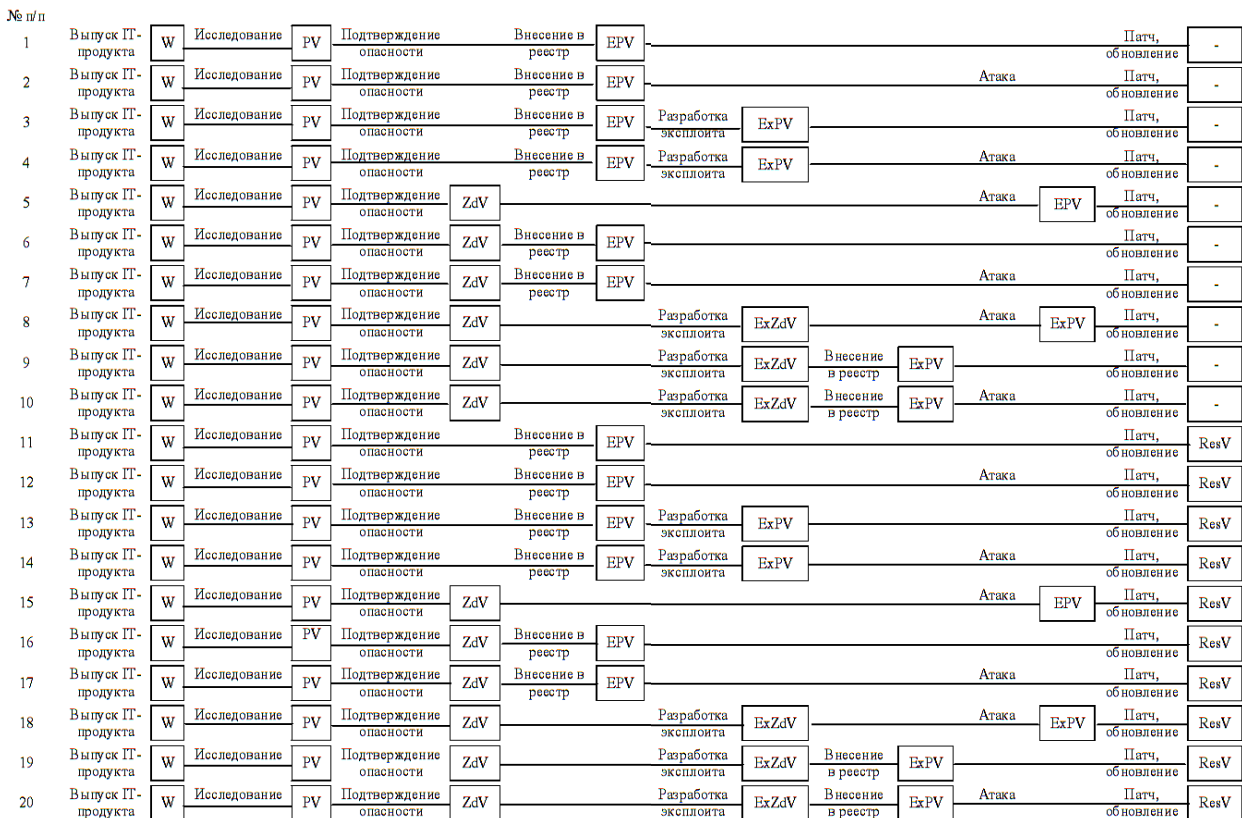 № п/п
Выпуск IT- Исследование Подтверждение Внесение в Патч,
1 W PV EPV -
продукта опасности реестр обновление
Выпуск IT- Исследование Подтверждение Внесение в Атака Патч,
2 W PV EPV -
продукта опасности реестр обновление
Выпуск IT- Исследование Подтверждение Внесение в Разработка Патч,
3 W PV EPV ExPV -
продукта опасности реестр эксплоита обновление
Выпуск IT- Исследование Подтверждение Внесение в Разработка Атака Патч,
4 W PV EPV ExPV -
продукта опасности реестр эксплоита обновление
Выпуск IT- Исследование Подтверждение Атака Патч,
5 W PV ZdV EPV -
продукта опасности обновление
Выпуск IT- Исследование Подтверждение Внесение в Патч,
6 W PV ZdV EPV -
продукта опасности реестр обновление
Выпуск IT- Исследование Подтверждение Внесение в Атака Патч,
7 W PV ZdV EPV -
продукта опасности реестр обновление
Выпуск IT- Исследование Подтверждение Разработка Атака Патч,
8 W PV ZdV ExZdV ExPV -
продукта опасности эксплоита обновление
Выпуск IT- Исследование Подтверждение Разработка Внесение Патч,
9 W PV ZdV ExZdV ExPV -
продукта опасности эксплоита в реестр обновление
Выпуск IT- Исследование Подтверждение Разработка Внесение Атака Патч,
10 W PV ZdV ExZdV ExPV -
продукта опасности эксплоита в реестр обновление
Выпуск IT- Исследование Подтверждение Внесение в Патч,
11 W PV EPV ResV
продукта опасности реестр обновление
Выпуск IT- Исследование Подтверждение Внесение в Атака Патч,
12 W PV EPV ResV
продукта опасности реестр обновление
Выпуск IT- Исследование Подтверждение Внесение в Разработка Патч,
13 W PV EPV ExPV ResV
продукта опасности реестр эксплоита обновление
Выпуск IT- Исследование Подтверждение Внесение в Разработка Атака Патч,
14 W PV EPV ExPV ResV
продукта опасности реестр эксплоита обновление
Выпуск IT- Исследование Подтверждение Атака Патч,
15 W PV ZdV EPV ResV
продукта опасности обновление
Выпуск IT- Исследование Подтверждение Внесение в Патч,
16 W PV ZdV EPV ResV
продукта опасности реестр обновление
Выпуск IT- Исследование Подтверждение Внесение в Атака Патч,
17 W PV ZdV EPV ResV
продукта опасности реестр обновление
Выпуск IT- Исследование Подтверждение Разработка Атака Патч,
18 W PV ZdV ExZdV ExPV ResV
продукта опасности эксплоита обновление
Выпуск IT- Исследование Подтверждение Разработка Внесение Патч,
19 W PV ZdV ExZdV ExPV ResV
продукта опасности эксплоита в реестр обновление
Выпуск IT- Исследование Подтверждение Разработка Внесение Атака Патч,
20 W PV ZdV ExZdV ExPV ResV
продукта опасности эксплоита в реестр обновление